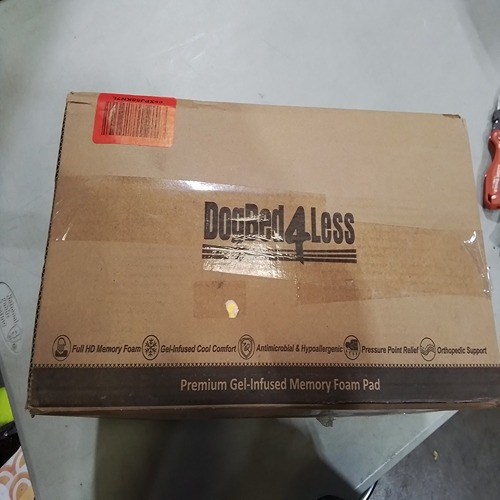 DogBed4Less
Full HD Memory Foam
Gel-Infused Cool Comfort
Antimicrobial & Hypoallergenic
Pressure Point Relief
Orthopedic Support
Premium Gel-Infused Memory Foam Pad